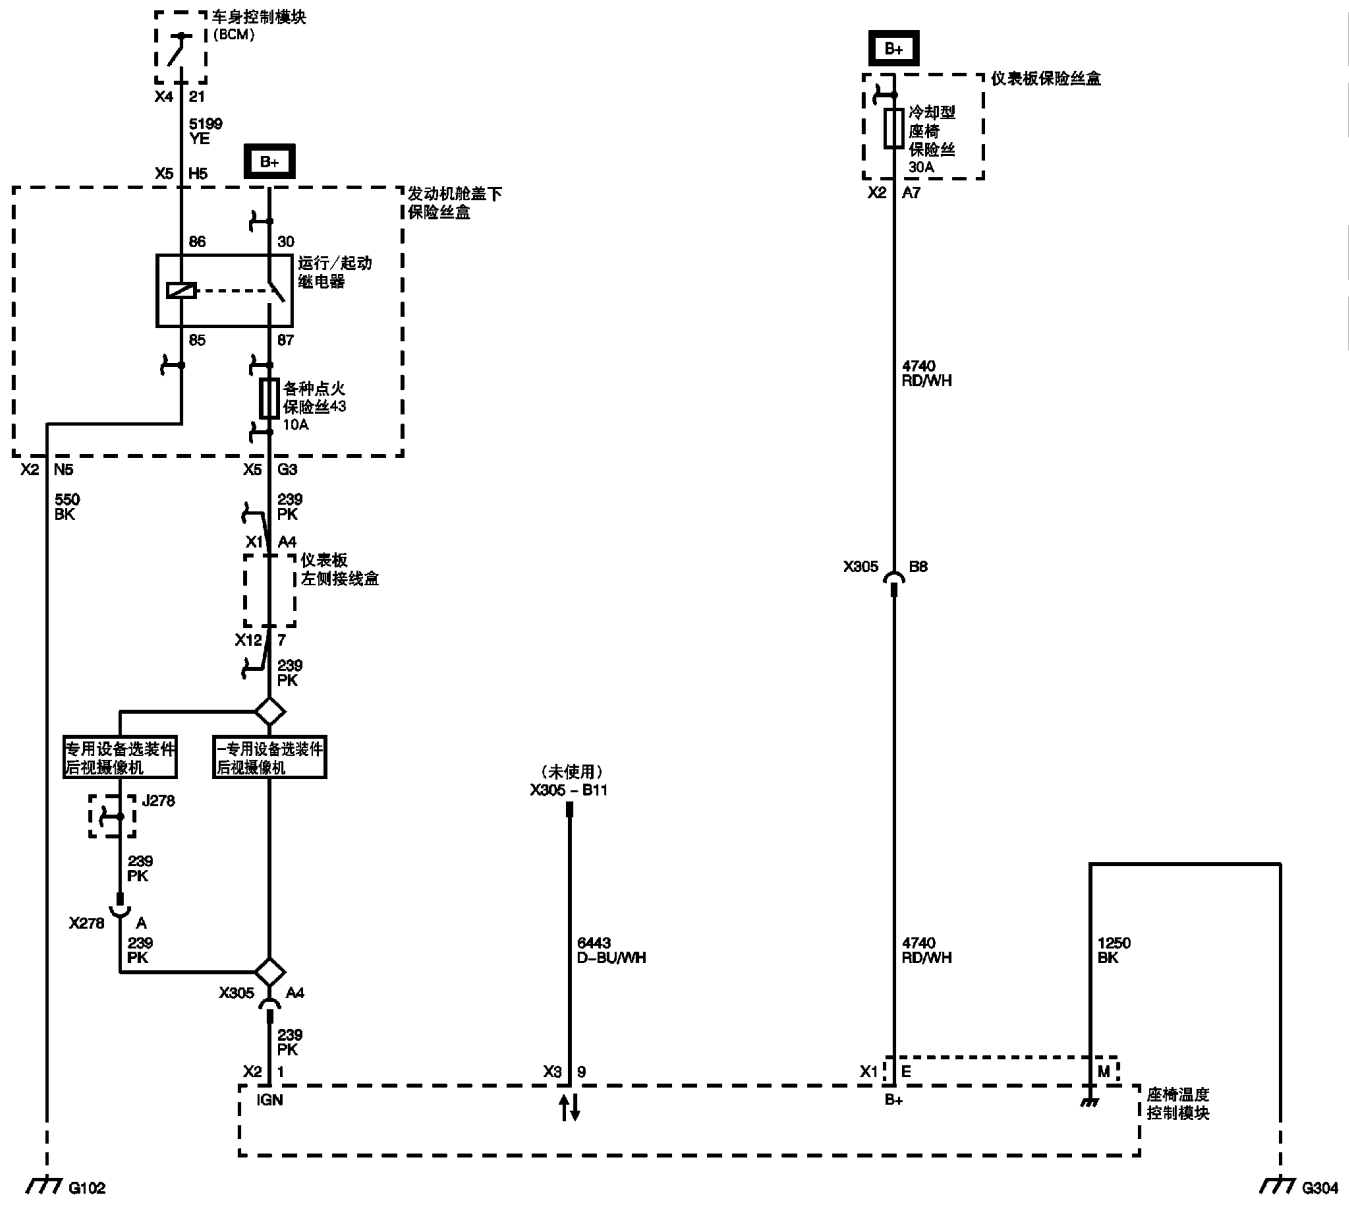 车身控制模块
(BCM)
X4 21
5199
YE
X5 H5
B+
发动机舱盖下
保险丝盒
86 30
运行/起动
继电器
85 87
各种点火
保险丝43
10A
X2 N5
X5 G3
550
BK
239
PK
X1 A4
仪表板
左侧接线盒
X12 7
239
PK
专用设备选装件
后视摄像机
-专用设备选装件
后视摄像机
J278
239
PK
X278 A
239
PK
X305 A4
239
PK
X2 1
IGN
(未使用)
X305 - B11
6443
D-BU/WH
X3 9
B+
仪表板保险丝盒
冷却型
座椅
保险丝
30A
X2 A7
4740
RD/WH
X305 B8
4740
RD/WH
X1 E
B+
1250
BK
M
座椅温度
控制模块
G102
G304